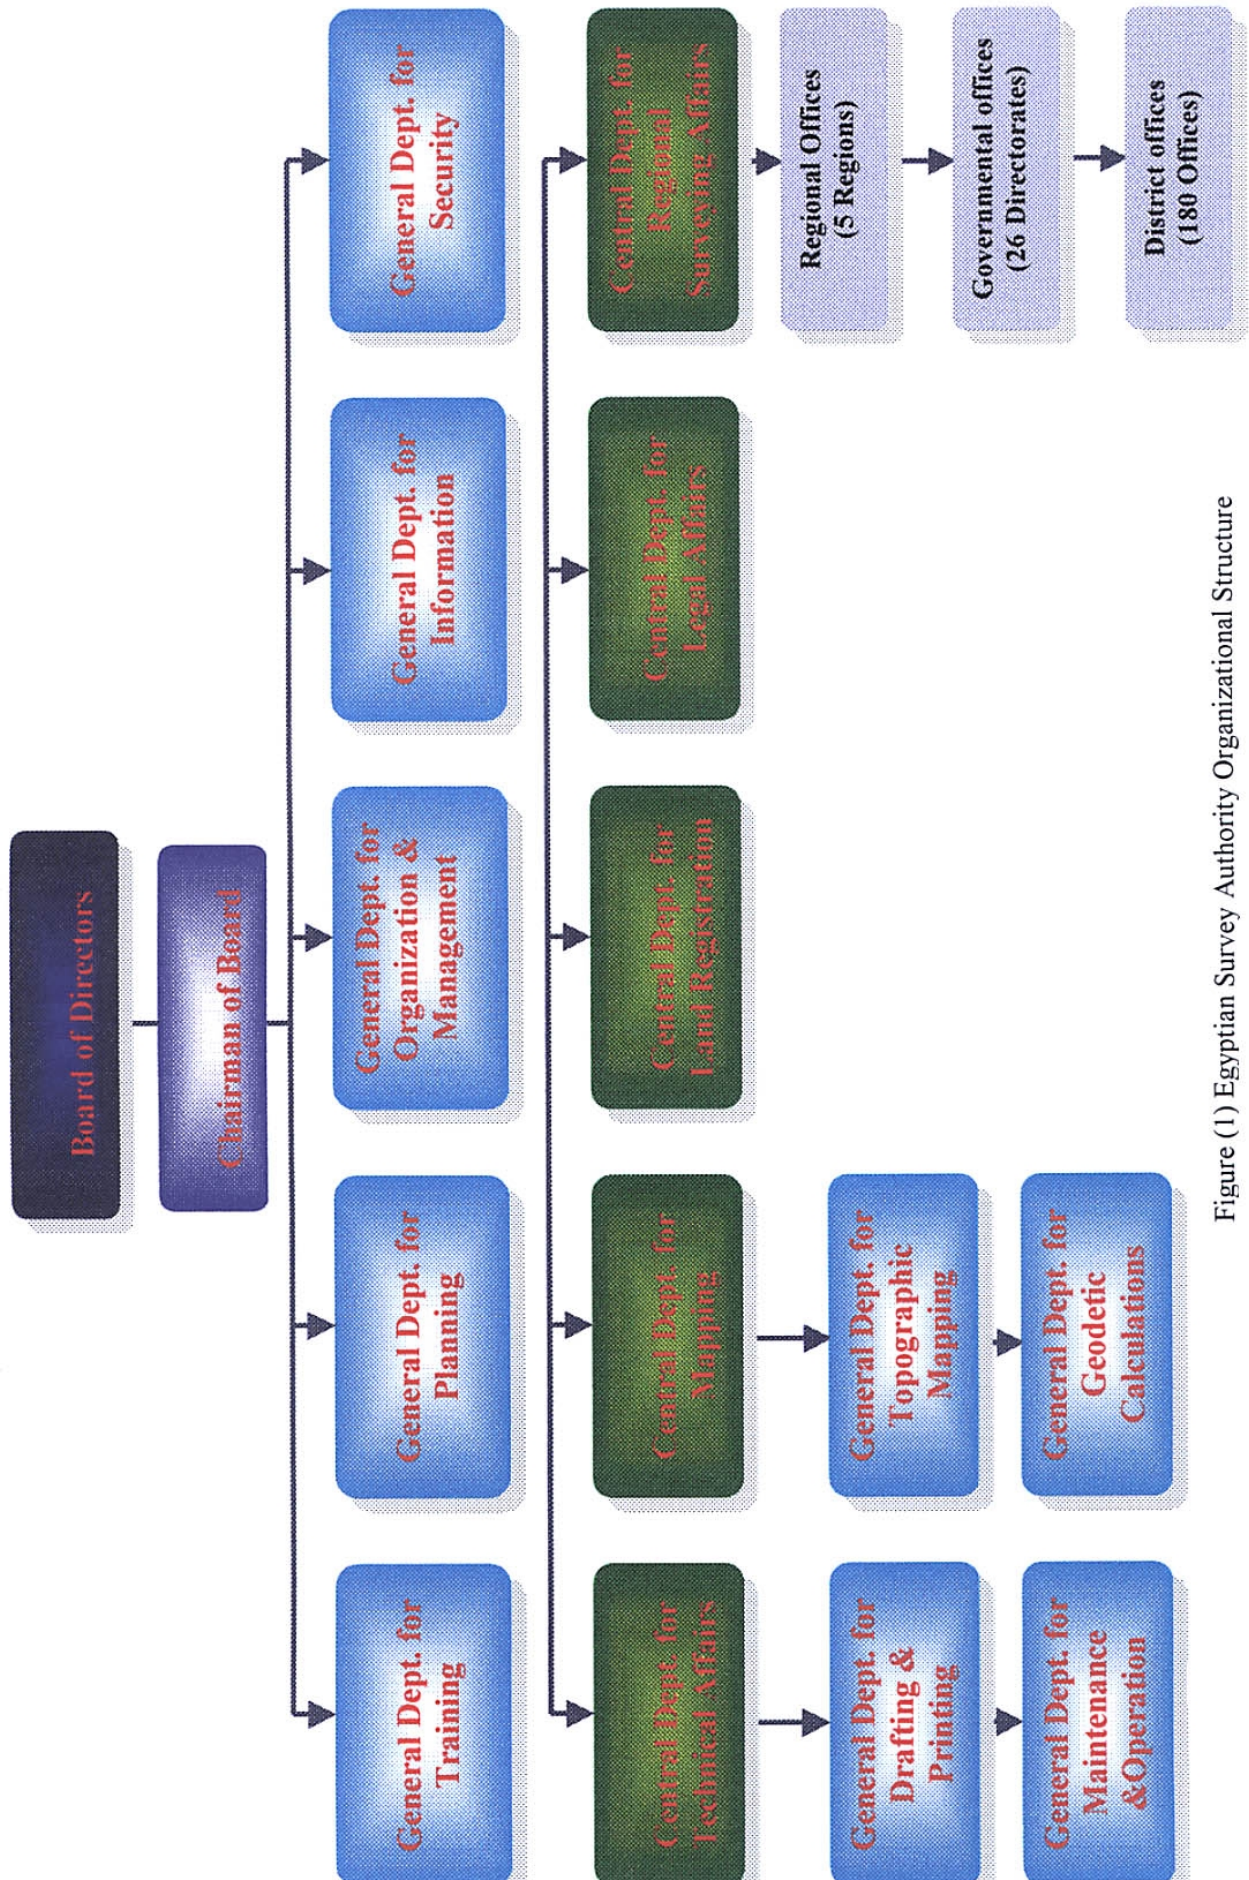 Board of Directors
Chairman of Board
General Dept. for
Training
General Dept. for
Planning
General Dept. for
Organization &
Management
General Dept. for
Information
General Dept. for
Security
Central Dept. for
Technical Affairs
Central Dept. for
Mapping
Central Dept. for
Land Registration
Central Dept. for
Legal Affairs
Central Dept. for
Regional
Surveying Affairs
General Dept. for
Drafting &
Printing
General Dept. for
Topographic
Mapping
Regional Offices
(5 Regions)
General Dept. for
Maintenance
&Operation
General Dept. for
Geodetic
Calculations
Governmental offices
(26 Directorates)
District offices
(180 Offices)
Figure (1) Egyptian Survey Authority Organizational Structure